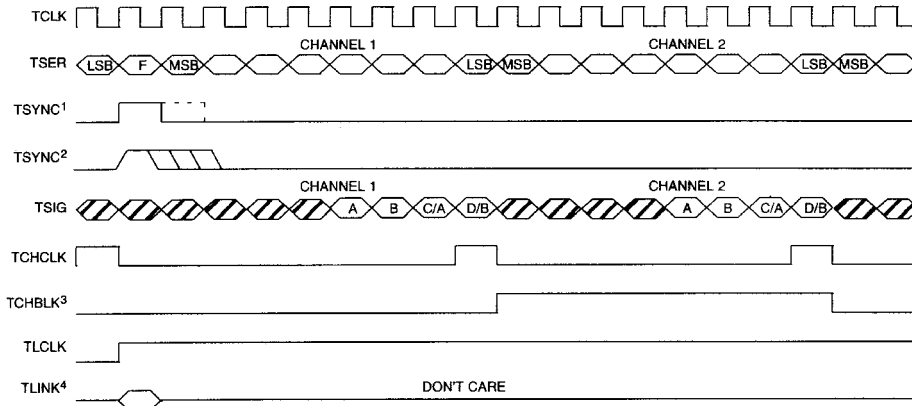 TCLK
CHANNEL 1 CHANNEL 2
TSER LSB F MSB LSB MSB LSB MSB
TSYNC1
TSYNC2
CHANNEL 1 CHANNEL 2
TSIG A B C/A D/B A B C/A D/B
TCHCLK
TCHBLK3
TLCLK
TLINK4 DON'T CARE